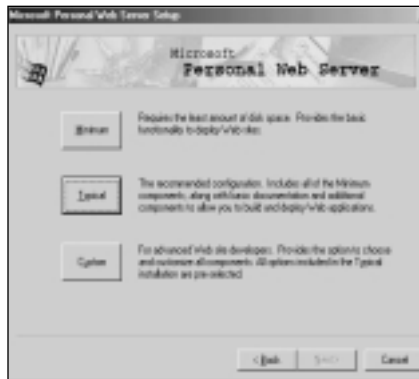 Microsoft Personal Web Server Setup
Microsoft
Personal Web Server
Minimum
Requires the least amount of disk space. Provides the basic
functionality to deploy Web sites.
Typical
The recommended configuration. Includes all of the Minimum
components, along with basic documentation and additional
components to allow you to build and deploy Web applications.
Custom
For advanced Web site developers. Provides the option to choose
and customize all components. All options included in the Typical
installation are pre-selected.
< Back
Next >
Cancel